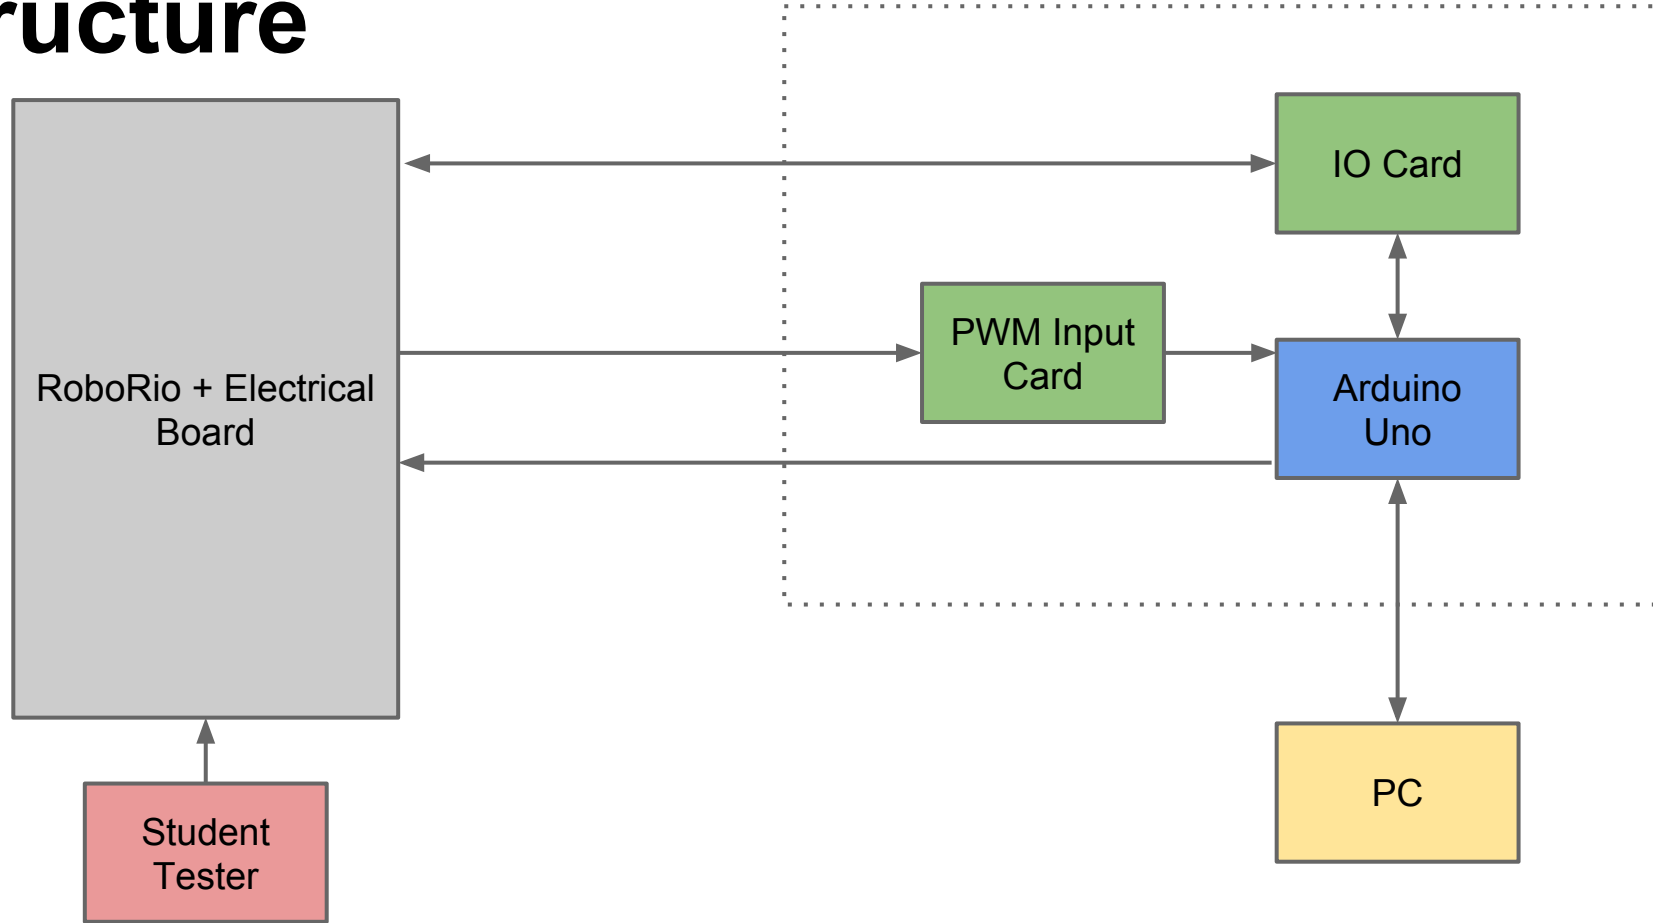 ructure
IO Card
PWM Input
Card
RoboRio + Electrical
Board
Arduino
Uno
PC
Student
Tester